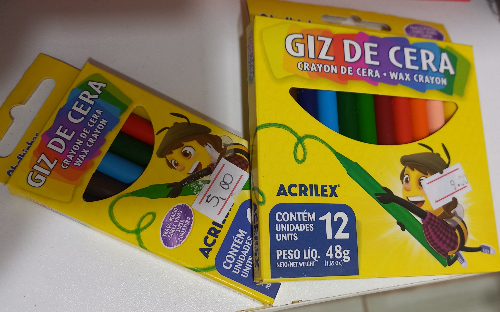 GIZ DE CERA
CRAYON DE CERA
WAX CRAYON
5,00
ACRILEX
CONTÉM
UNIDADES
UNITS
GIZ DE CERA
CRAYON DE CERA • WAX CRAYON
ACRILEX®
CONTÉM 12
UNIDADES
UNITS
PESO LÍQ. 48g